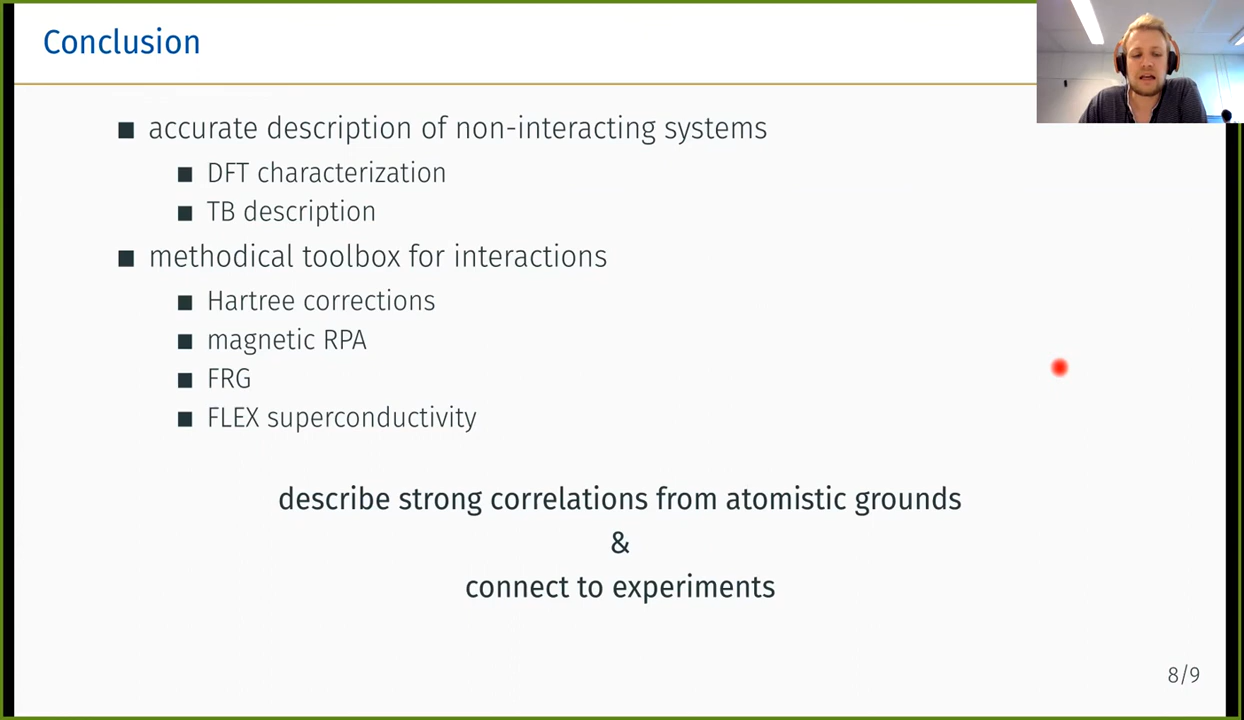 Conclusion
accurate description of non-interacting systems
DFT characterization
TB description
methodical toolbox for interactions
Hartree corrections
magnetic RPA
FRG
FLEX superconductivity
describe strong correlations from atomistic grounds
&
connect to experiments
8/9